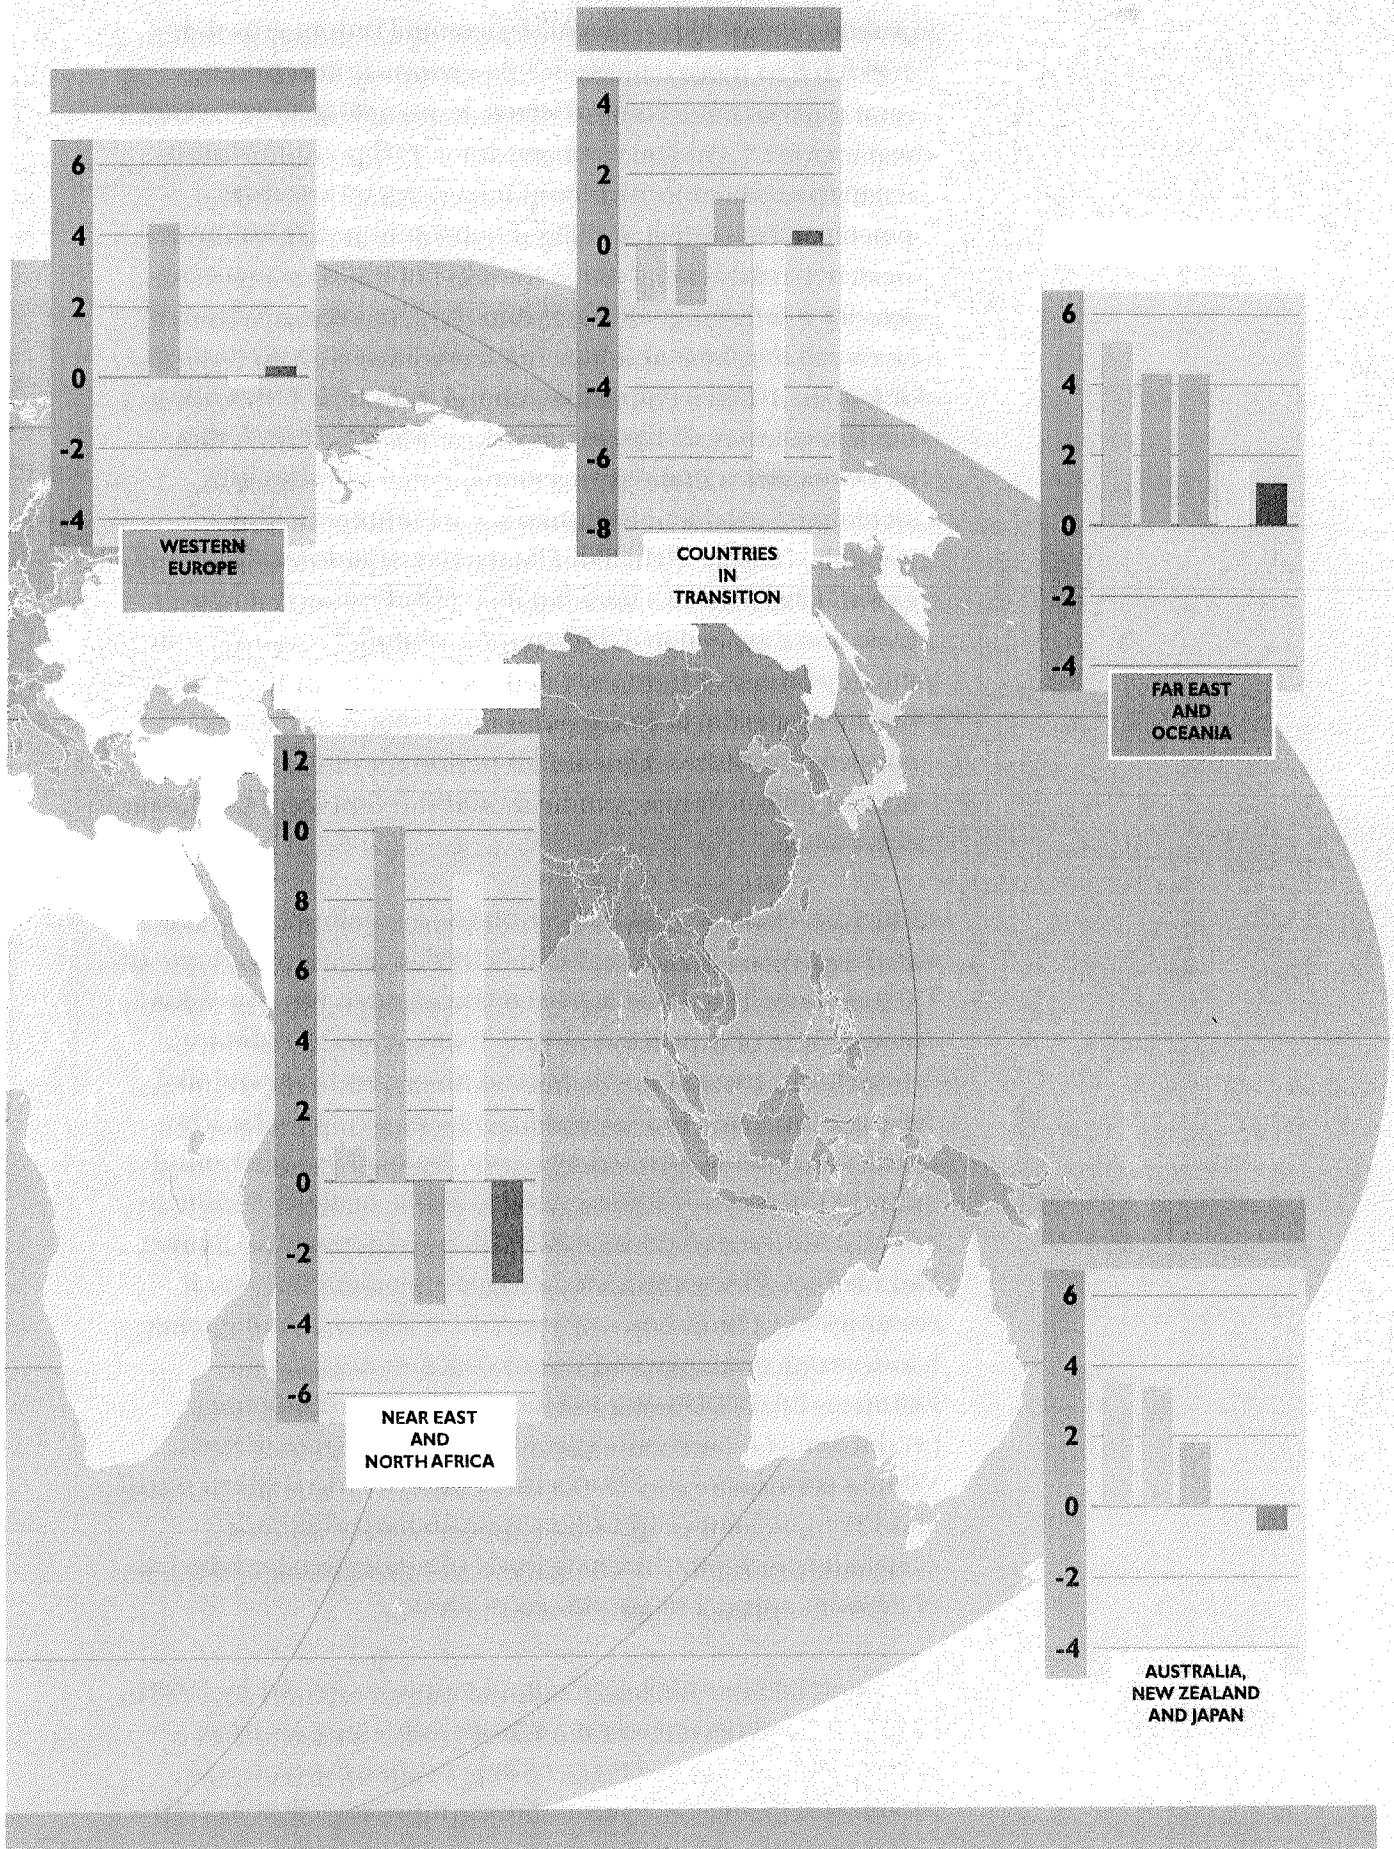 4
2
0
-2
-4
-6
-8
COUNTRIES
IN
TRANSITION
6
4
2
0
-2
-4
WESTERN
EUROPE
6
4
2
0
-2
-4
FAR EAST
AND
OCEANIA
12
10
8
6
4
2
0
-2
-4
-6
NEAR EAST
AND
NORTH AFRICA
6
4
2
0
-2
-4
AUSTRALIA,
NEW ZEALAND
AND JAPAN